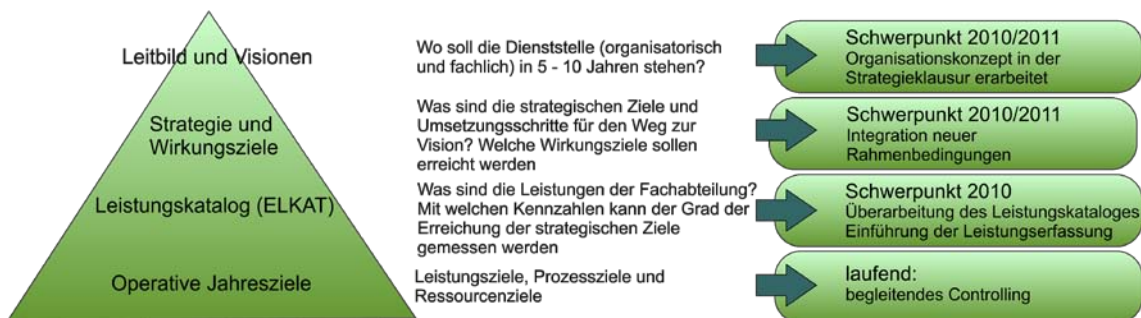 Leitbild und Visionen
Wo soll die Dienststelle (organisatorisch
und fachlich) in 5 - 10 Jahren stehen?
Schwerpunkt 2010/2011
Organisationskonzept in der
Strategieklausur erarbeitet
Strategie und
Wirkungsziele
Was sind die strategischen Ziele und
Umsetzungsschritte für den Weg zur
Vision? Welche Wirkungsziele sollen
erreicht werden
Schwerpunkt 2010/2011
Integration neuer
Rahmenbedingungen
Leistungskatalog (ELKAT)
Was sind die Leistungen der Fachabteilung?
Mit welchen Kennzahlen kann der Grad der
Erreichung der strategischen Ziele
gemessen werden
Schwerpunkt 2010
Überarbeitung des Leistungskataloges
Einführung der Leistungserfassung
Operative Jahresziele
Leistungsziele, Prozessziele und
Ressourcenziele
laufend:
begleitendes Controlling